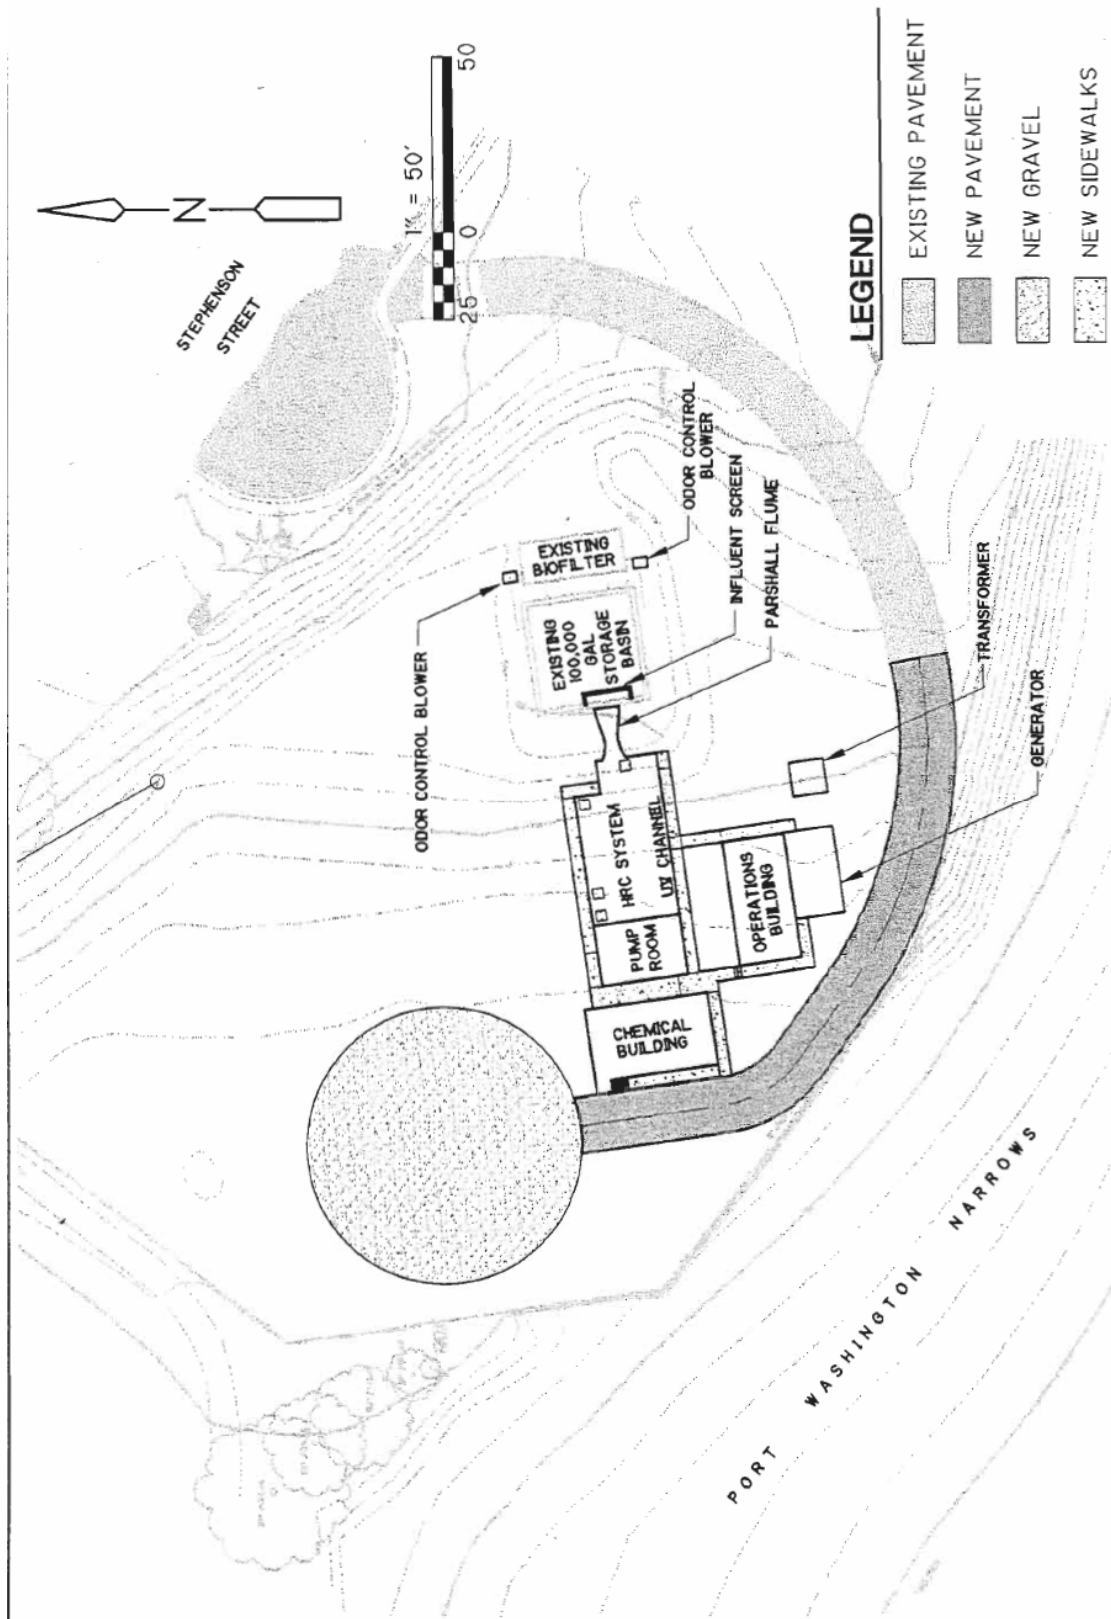 N
STEPHENSON
STREET
1" = 50'
25
0
50
LEGEND
EXISTING PAVEMENT
NEW PAVEMENT
NEW GRAVEL
NEW SIDEWALKS
ODOR CONTROL BLOWER
EXISTING
BIOFILTER
ODOR CONTROL
BLOWER
EXISTING
100,000
GAL
STORAGE
BASIN
INFLUENT SCREEN
PARSHALL FLUME
HRC SYSTEM
UV CHANNEL
PUMP
ROOM
OPERATIONS
BUILDING
TRANSFORMER
GENERATOR
CHEMICAL
BUILDING
PORT WASHINGTON NARROWS